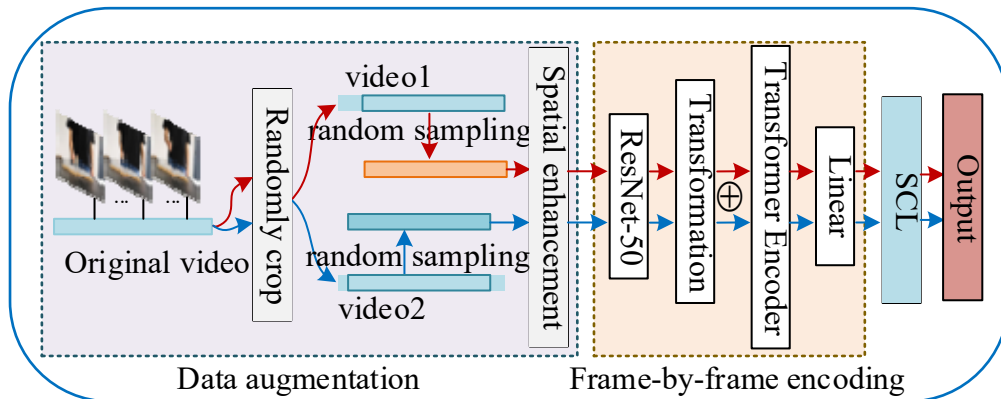 Original video
...
...
Randomly crop
video1
random sampling
random sampling
video2
Spatial enhancement
Data augmentation
ResNet-50
Transformation
⊕
Transformer Encoder
Linear
Frame-by-frame encoding
SCL
Output